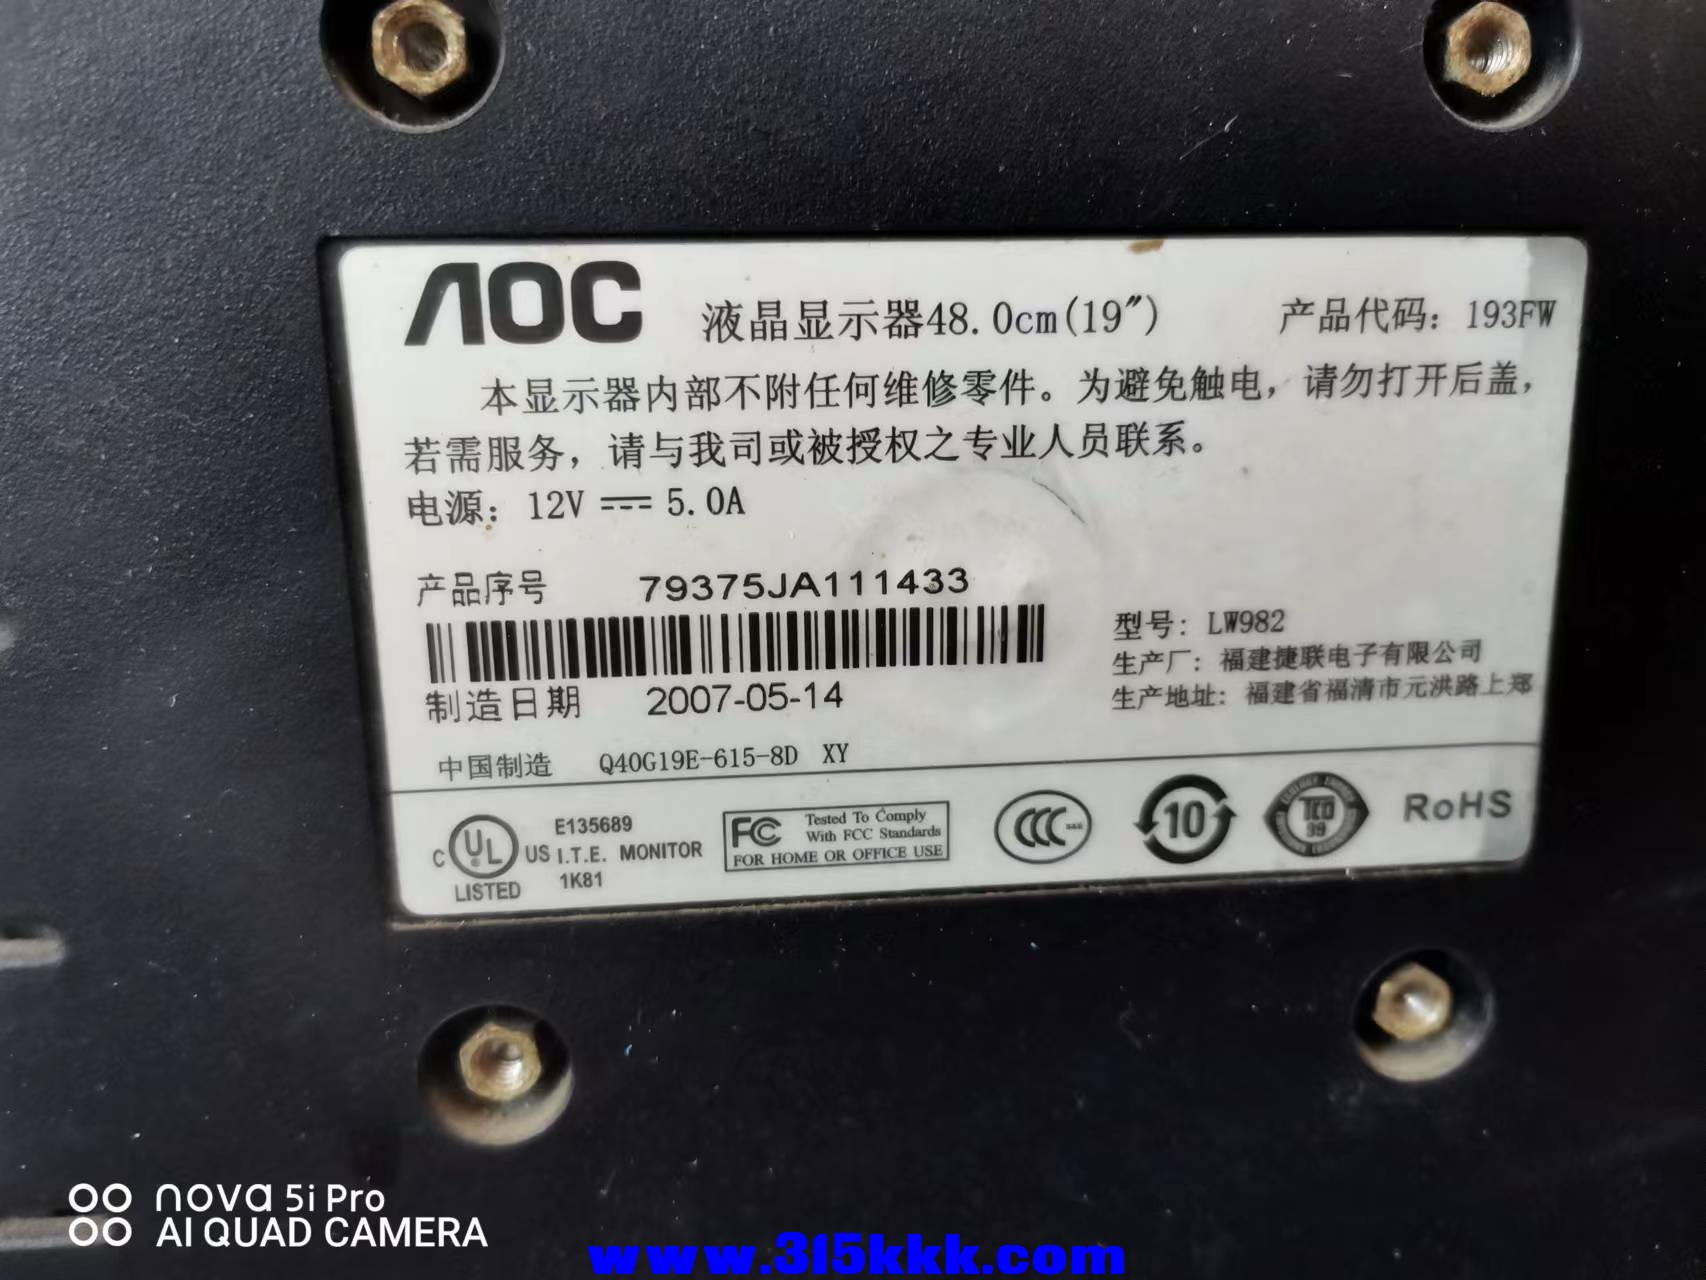 AOC 液晶显示器48.0cm(19″) 产品代码：193FW
本显示器内部不附任何维修零件。为避免触电，请勿打开后盖，
若需服务，请与我司或被授权之专业人员联系。
电源：12V 5.0A
产品序号 79375JA111433
型号：LW982
生产厂：福建捷联电子有限公司
制造日期 2007-05-14
生产地址：福建省福清市元洪路上郑
中国制造 Q40G19E-615-8D XY
C UL US LISTED
E135689
I.T.E. MONITOR
1K81
FC Tested To Comply
With FCC Standards
FOR HOME OR OFFICE USE
CCC
10
TCO
99
RoHS
nova 5i Pro
AI QUAD CAMERA
www.315kkk.com